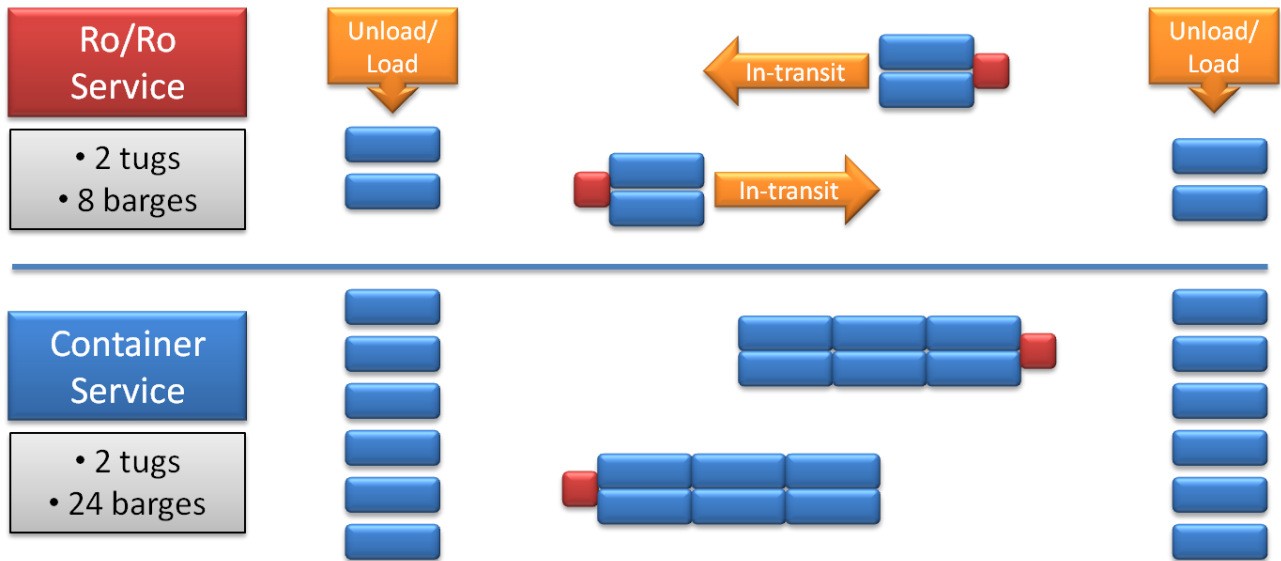 Ro/Ro
Service
Unload/
Load
In-transit
Unload/
Load
• 2 tugs
• 8 barges
In-transit
Container
Service
• 2 tugs
• 24 barges